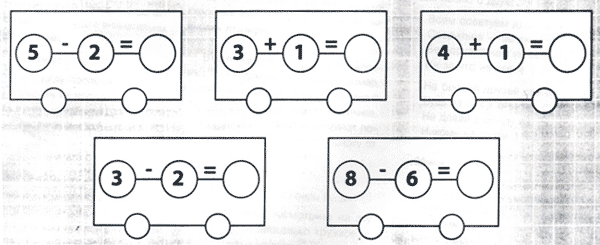 5 - 2 =
3 + 1 =
4 + 1 =
3 - 2 =
8 - 6 =